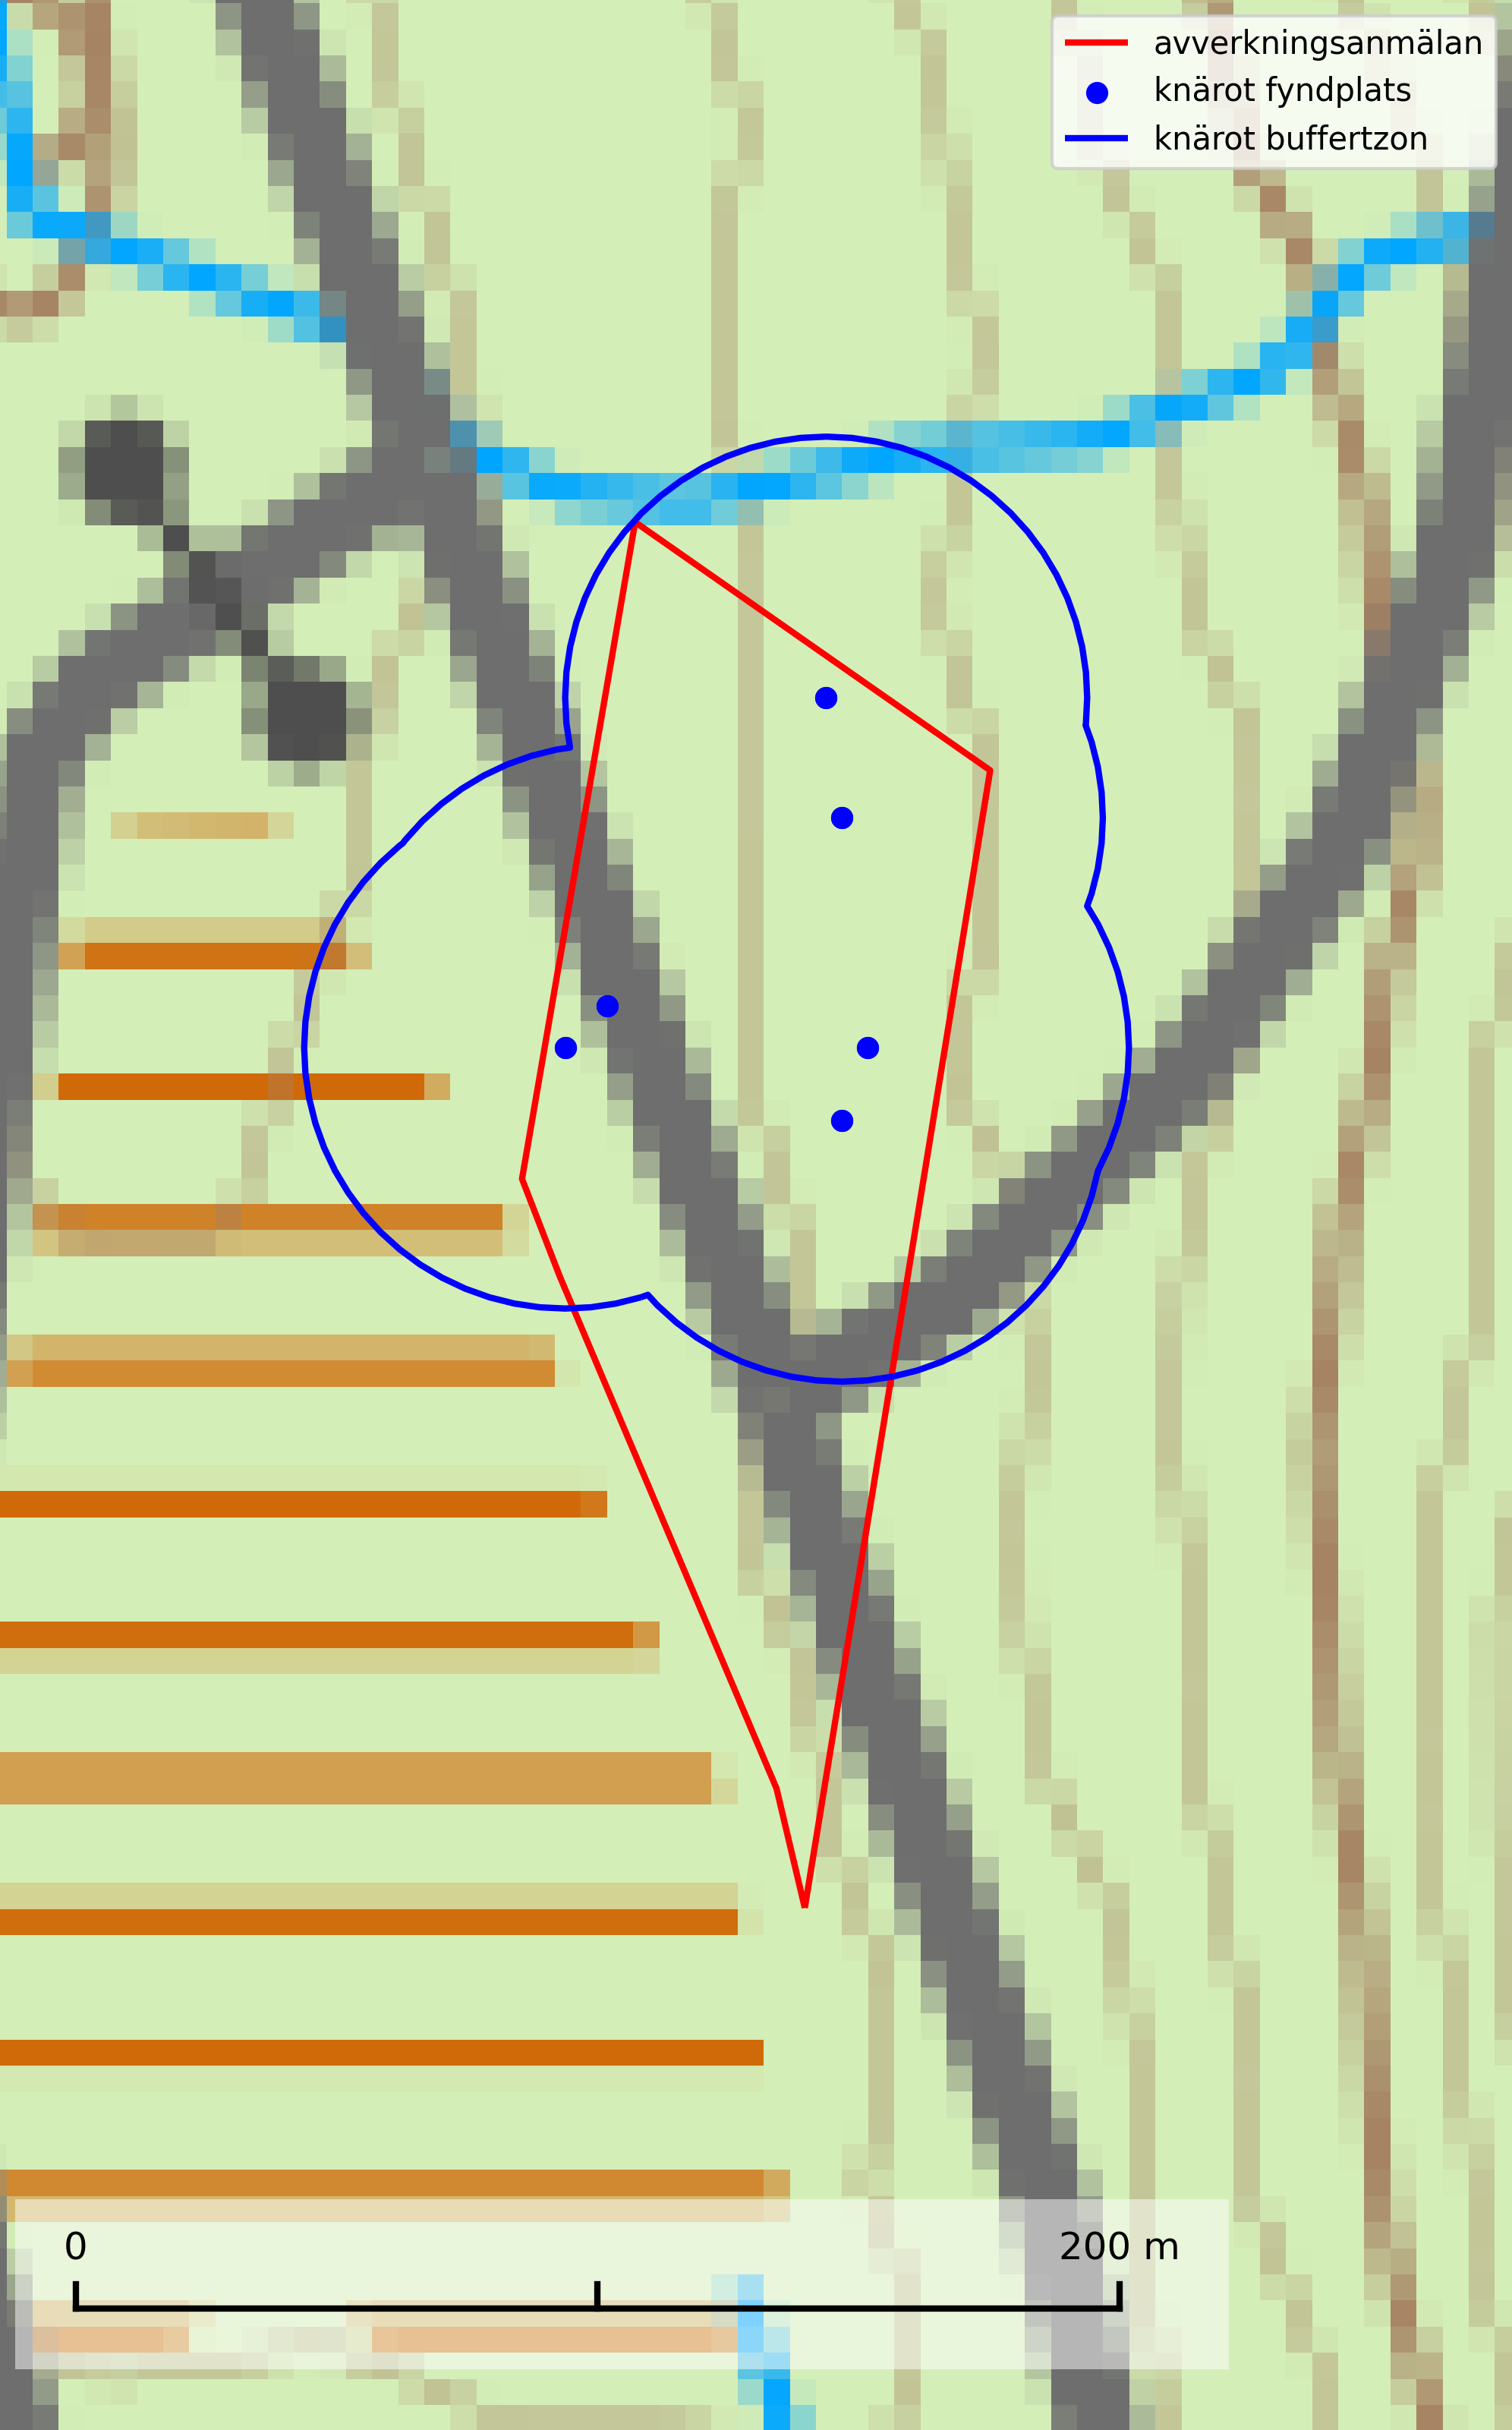 avverkningsanmälan
knärot fyndplats
knärot buffertzon
0
200 m